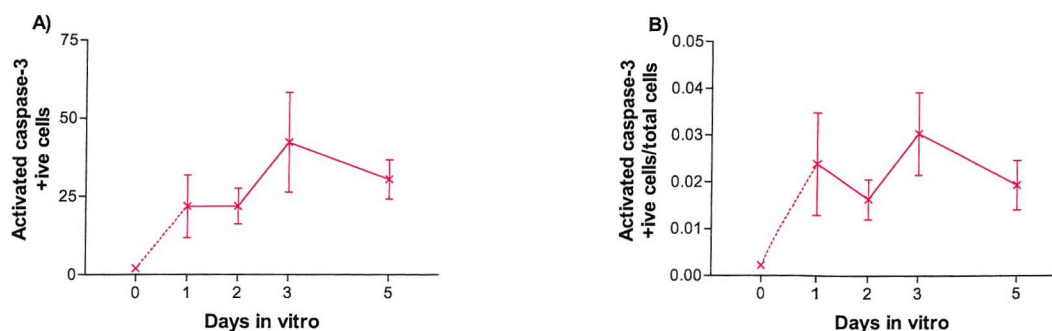 A)
Activated caspase-3
+ive cells
75
50
25
0
0 1 2 3 5
Days in vitro
B)
Activated caspase-3
+ive cells/total cells
0.05
0.04
0.03
0.02
0.01
0.00
0 1 2 3 5
Days in vitro